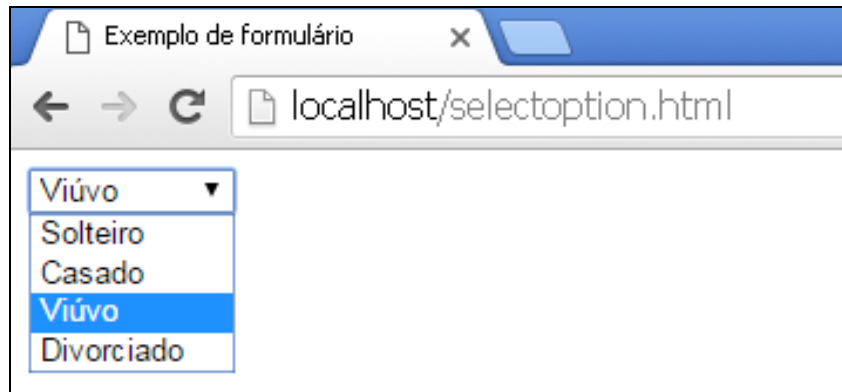 Exemplo de formulário
localhost/selectoption.html
Viúvo
Solteiro
Casado
Viúvo
Divorciado